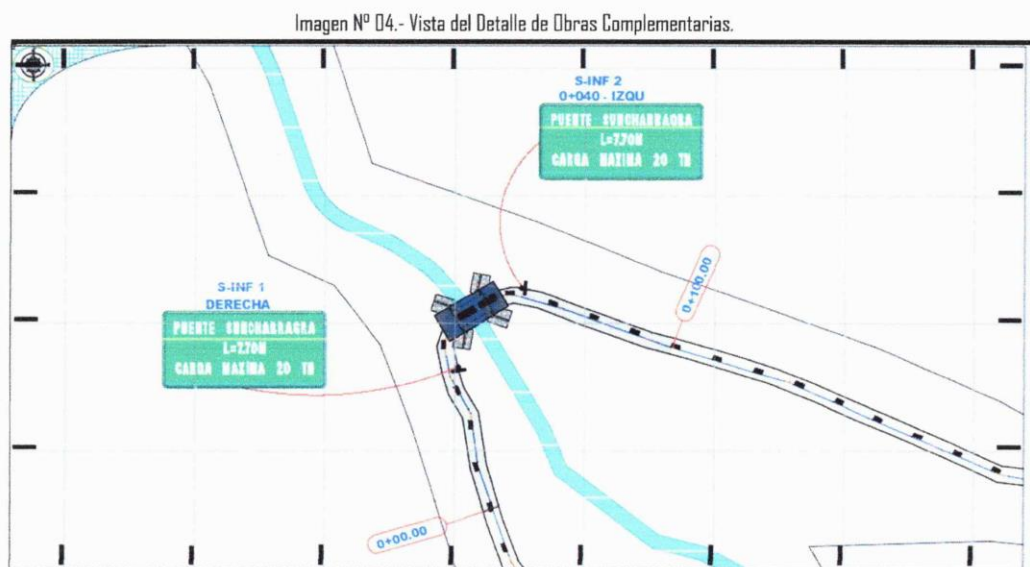 Imagen Nº 04.- Vista del Detalle de Obras Complementarias.
S-INF 2
0+040 - IZQU
PUENTE SUNCHARRAGRA
L=7.70M
CARGA MAXIMA 20 TN
0+100.00
S-INF 1
DERECHA
PUENTE SUNCHARRAGRA
L=7.70M
CARGA MAXIMA 20 TN
0+00.00